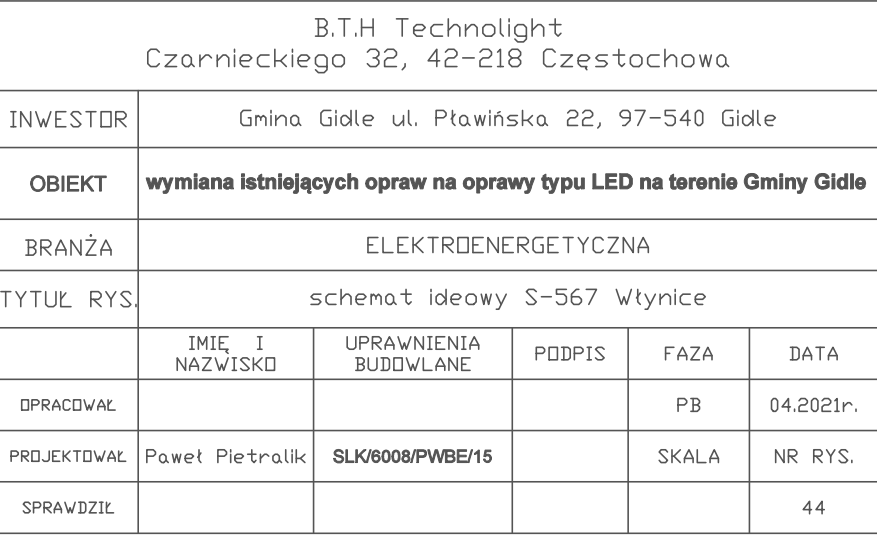 B.T.H Technolight
Czarnieckiego 32, 42-218 Częstochowa
INWESTOR Gmina Gidle ul. Pławińska 22, 97-540 Gidle
OBIEKT wymiana istniejących opraw na oprawy typu LED na terenie Gminy Gidle
BRANŻA ELEKTROENERGETYCZNA
TYTUŁ RYS. schemat ideowy S-567 Włynice
IMIĘ I NAZWISKO UPRAWNIENIA BUDOWLANE PODPIS FAZA DATA
OPRACOWAŁ PB 04.2021r.
PROJEKTOWAŁ Paweł Pietralik SLK/6008/PWBE/15 SKALA NR RYS.
SPRAWDZIŁ 44